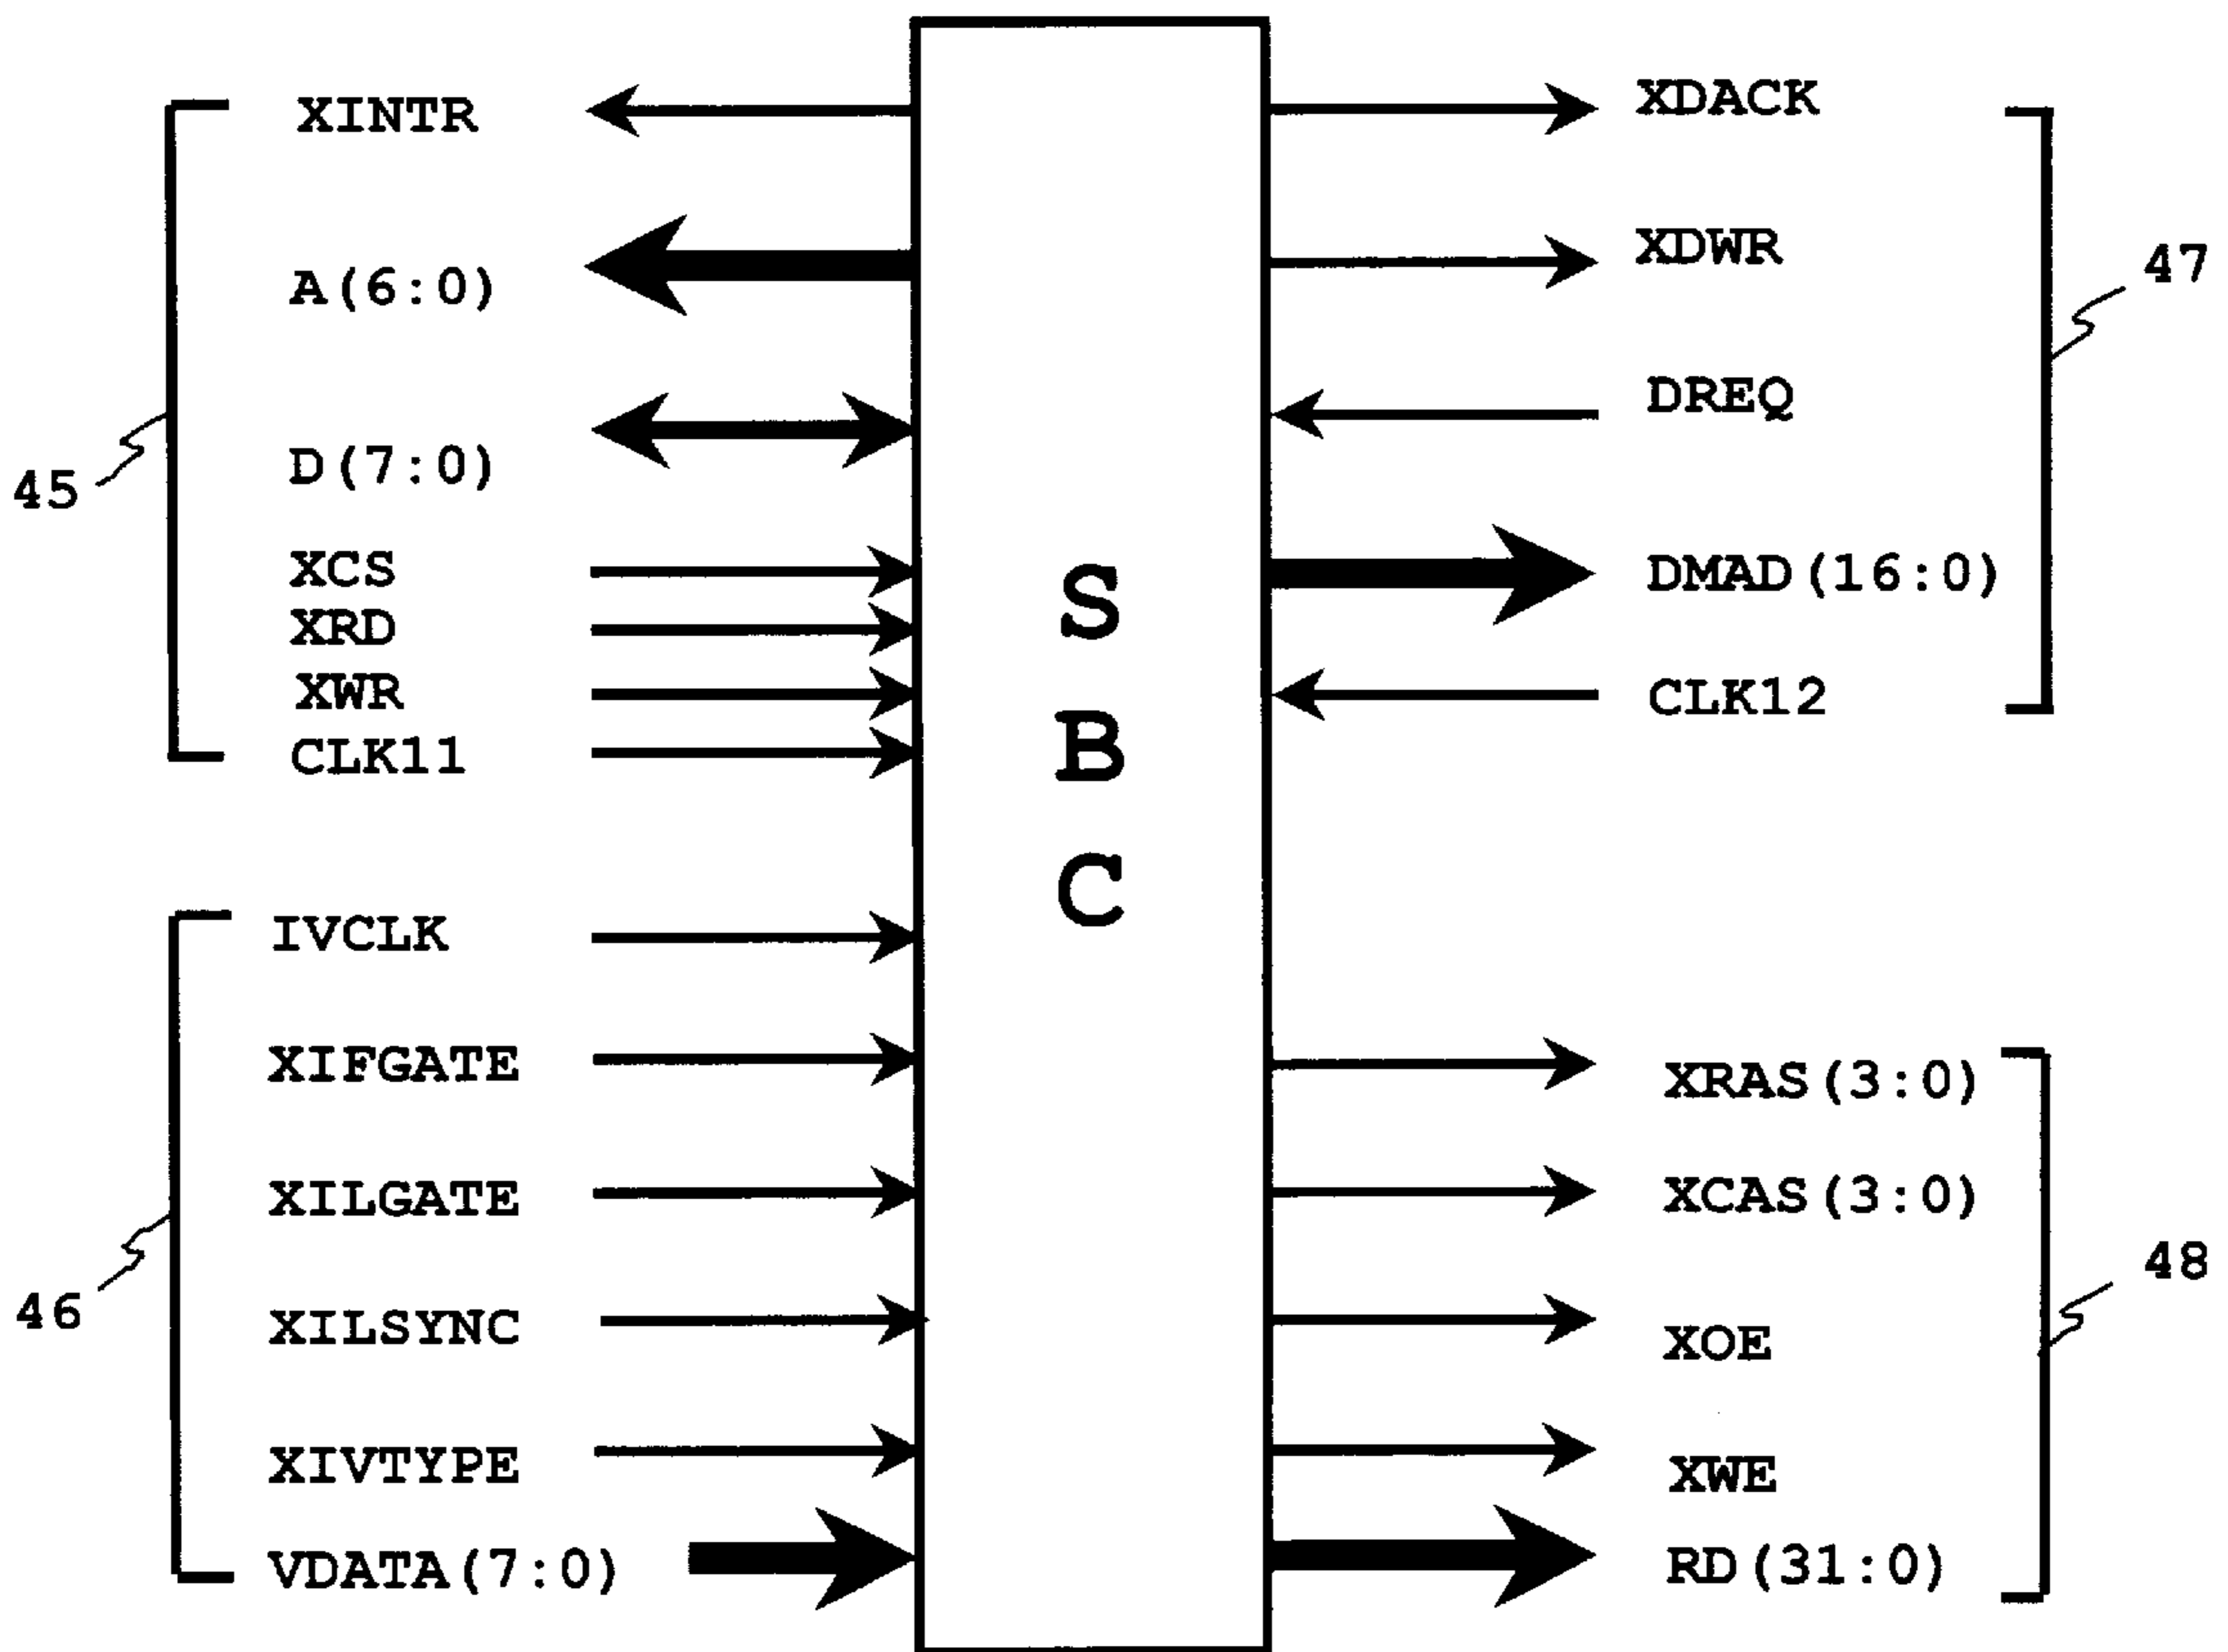 45
XINTR
A(6:0)
D(7:0)
XCS
XRD
XWR
CLK11
46
IVCLK
XIFGATE
XILGATE
XILSYNC
XIVTYPE
VDATA(7:0)
S
B
C
XDACK
XDWR
DREQ
DMAD(16:0)
CLK12
47
XRAS(3:0)
XCAS(3:0)
XOE
XWE
RD(31:0)
48